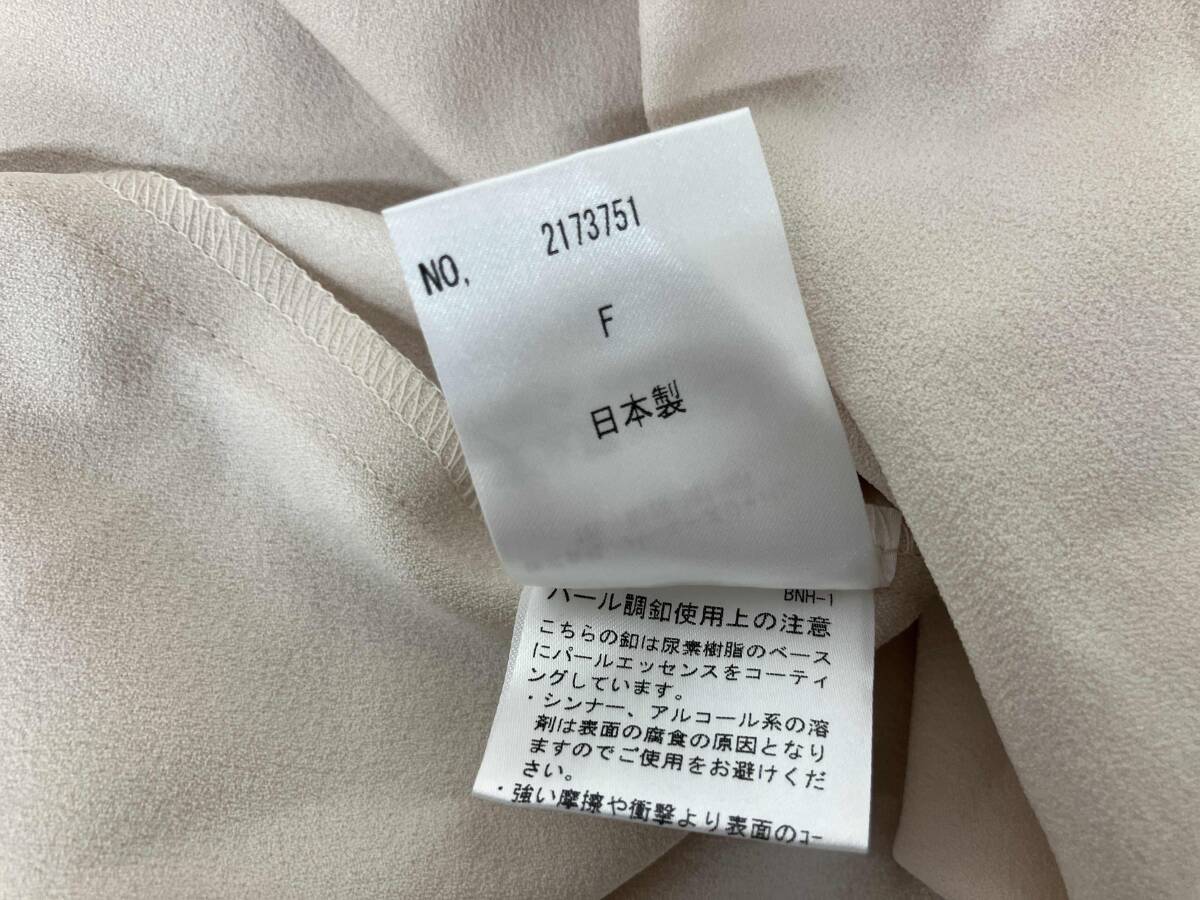 NO. 2173751
F
日本製
BNH-1
パール調釦使用上の注意
こちらの釦は尿素樹脂のベース
にパールエッセンスをコーティ
ングしています。
・シンナー、アルコール系の溶
剤は表面の腐食の原因となり
ますのでご使用をお避けくだ
さい。
・強い摩擦や衝撃より表面のコー